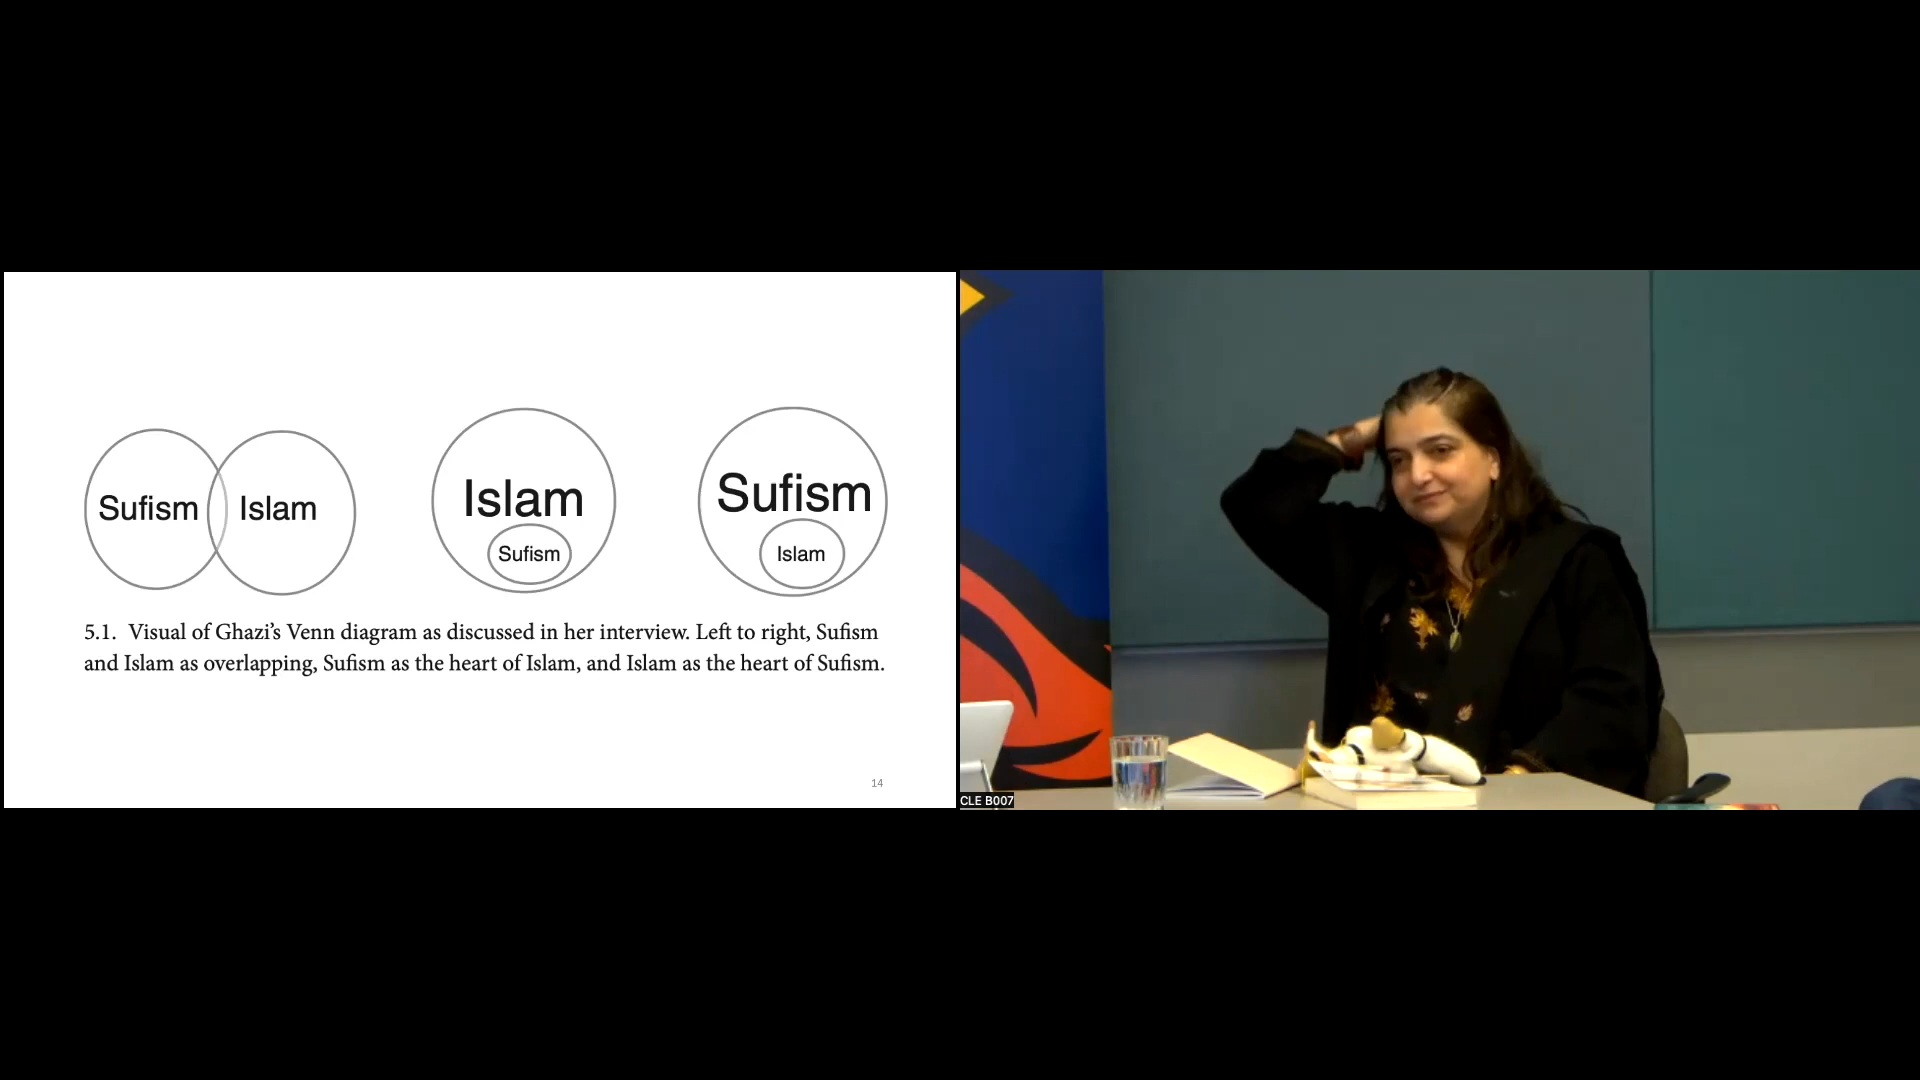 Sufism
Islam
Islam
Sufism
Sufism
Islam
5.1. Visual of Ghazi’s Venn diagram as discussed in her interview. Left to right, Sufism
and Islam as overlapping, Sufism as the heart of Islam, and Islam as the heart of Sufism.
14
CLE B007